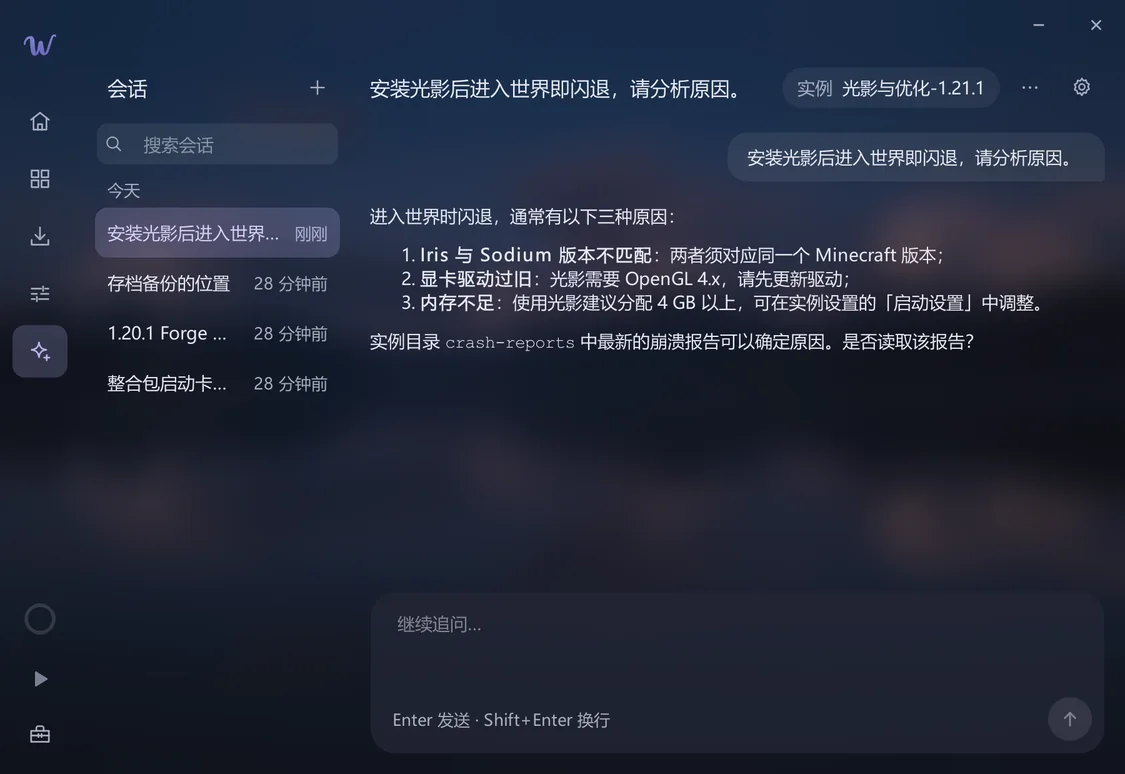 W
会话
安装光影后进入世界即闪退，请分析原因。
实例 光影与优化-1.21.1
搜索会话
安装光影后进入世界即闪退，请分析原因。
今天
安装光影后进入世界... 刚刚
存档备份的位置 28 分钟前
1.20.1 Forge ... 28 分钟前
整合包启动卡... 28 分钟前
进入世界时闪退，通常有以下三种原因：
1. Iris 与 Sodium 版本不匹配：两者须对应同一个 Minecraft 版本；
2. 显卡驱动过旧：光影需要 OpenGL 4.x，请先更新驱动；
3. 内存不足：使用光影建议分配 4 GB 以上，可在实例设置的「启动设置」中调整。
实例目录 crash-reports 中最新的崩溃报告可以确定原因。是否读取该报告？
继续追问...
Enter 发送 · Shift+Enter 换行